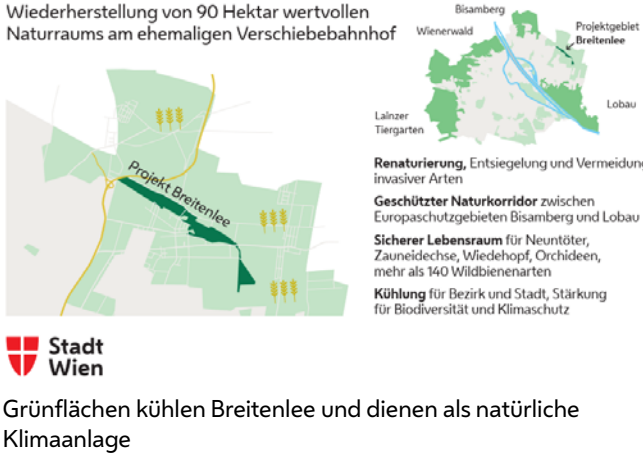 Wiederherstellung von 90 Hektar wertvollen
Naturraums am ehemaligen Verschiebebahnhof
Projekt Breitenlee
Bisamberg
Wienerwald
Projektgebiet
Breitenlee
Lobau
Lainzer
Tiergarten
Renaturierung, Entsiegelung und Vermeidung
invasiver Arten
Geschützter Naturkorridor zwischen
Europaschutzgebieten Bisamberg und Lobau
Sicherer Lebensraum für Neuntöter,
Zauneidechse, Wiedehopf, Orchideen,
mehr als 140 Wildbienenarten
Kühlung für Bezirk und Stadt, Stärkung
für Biodiversität und Klimaschutz
Stadt
Wien
Grünflächen kühlen Breitenlee und dienen als natürliche
Klimaanlage